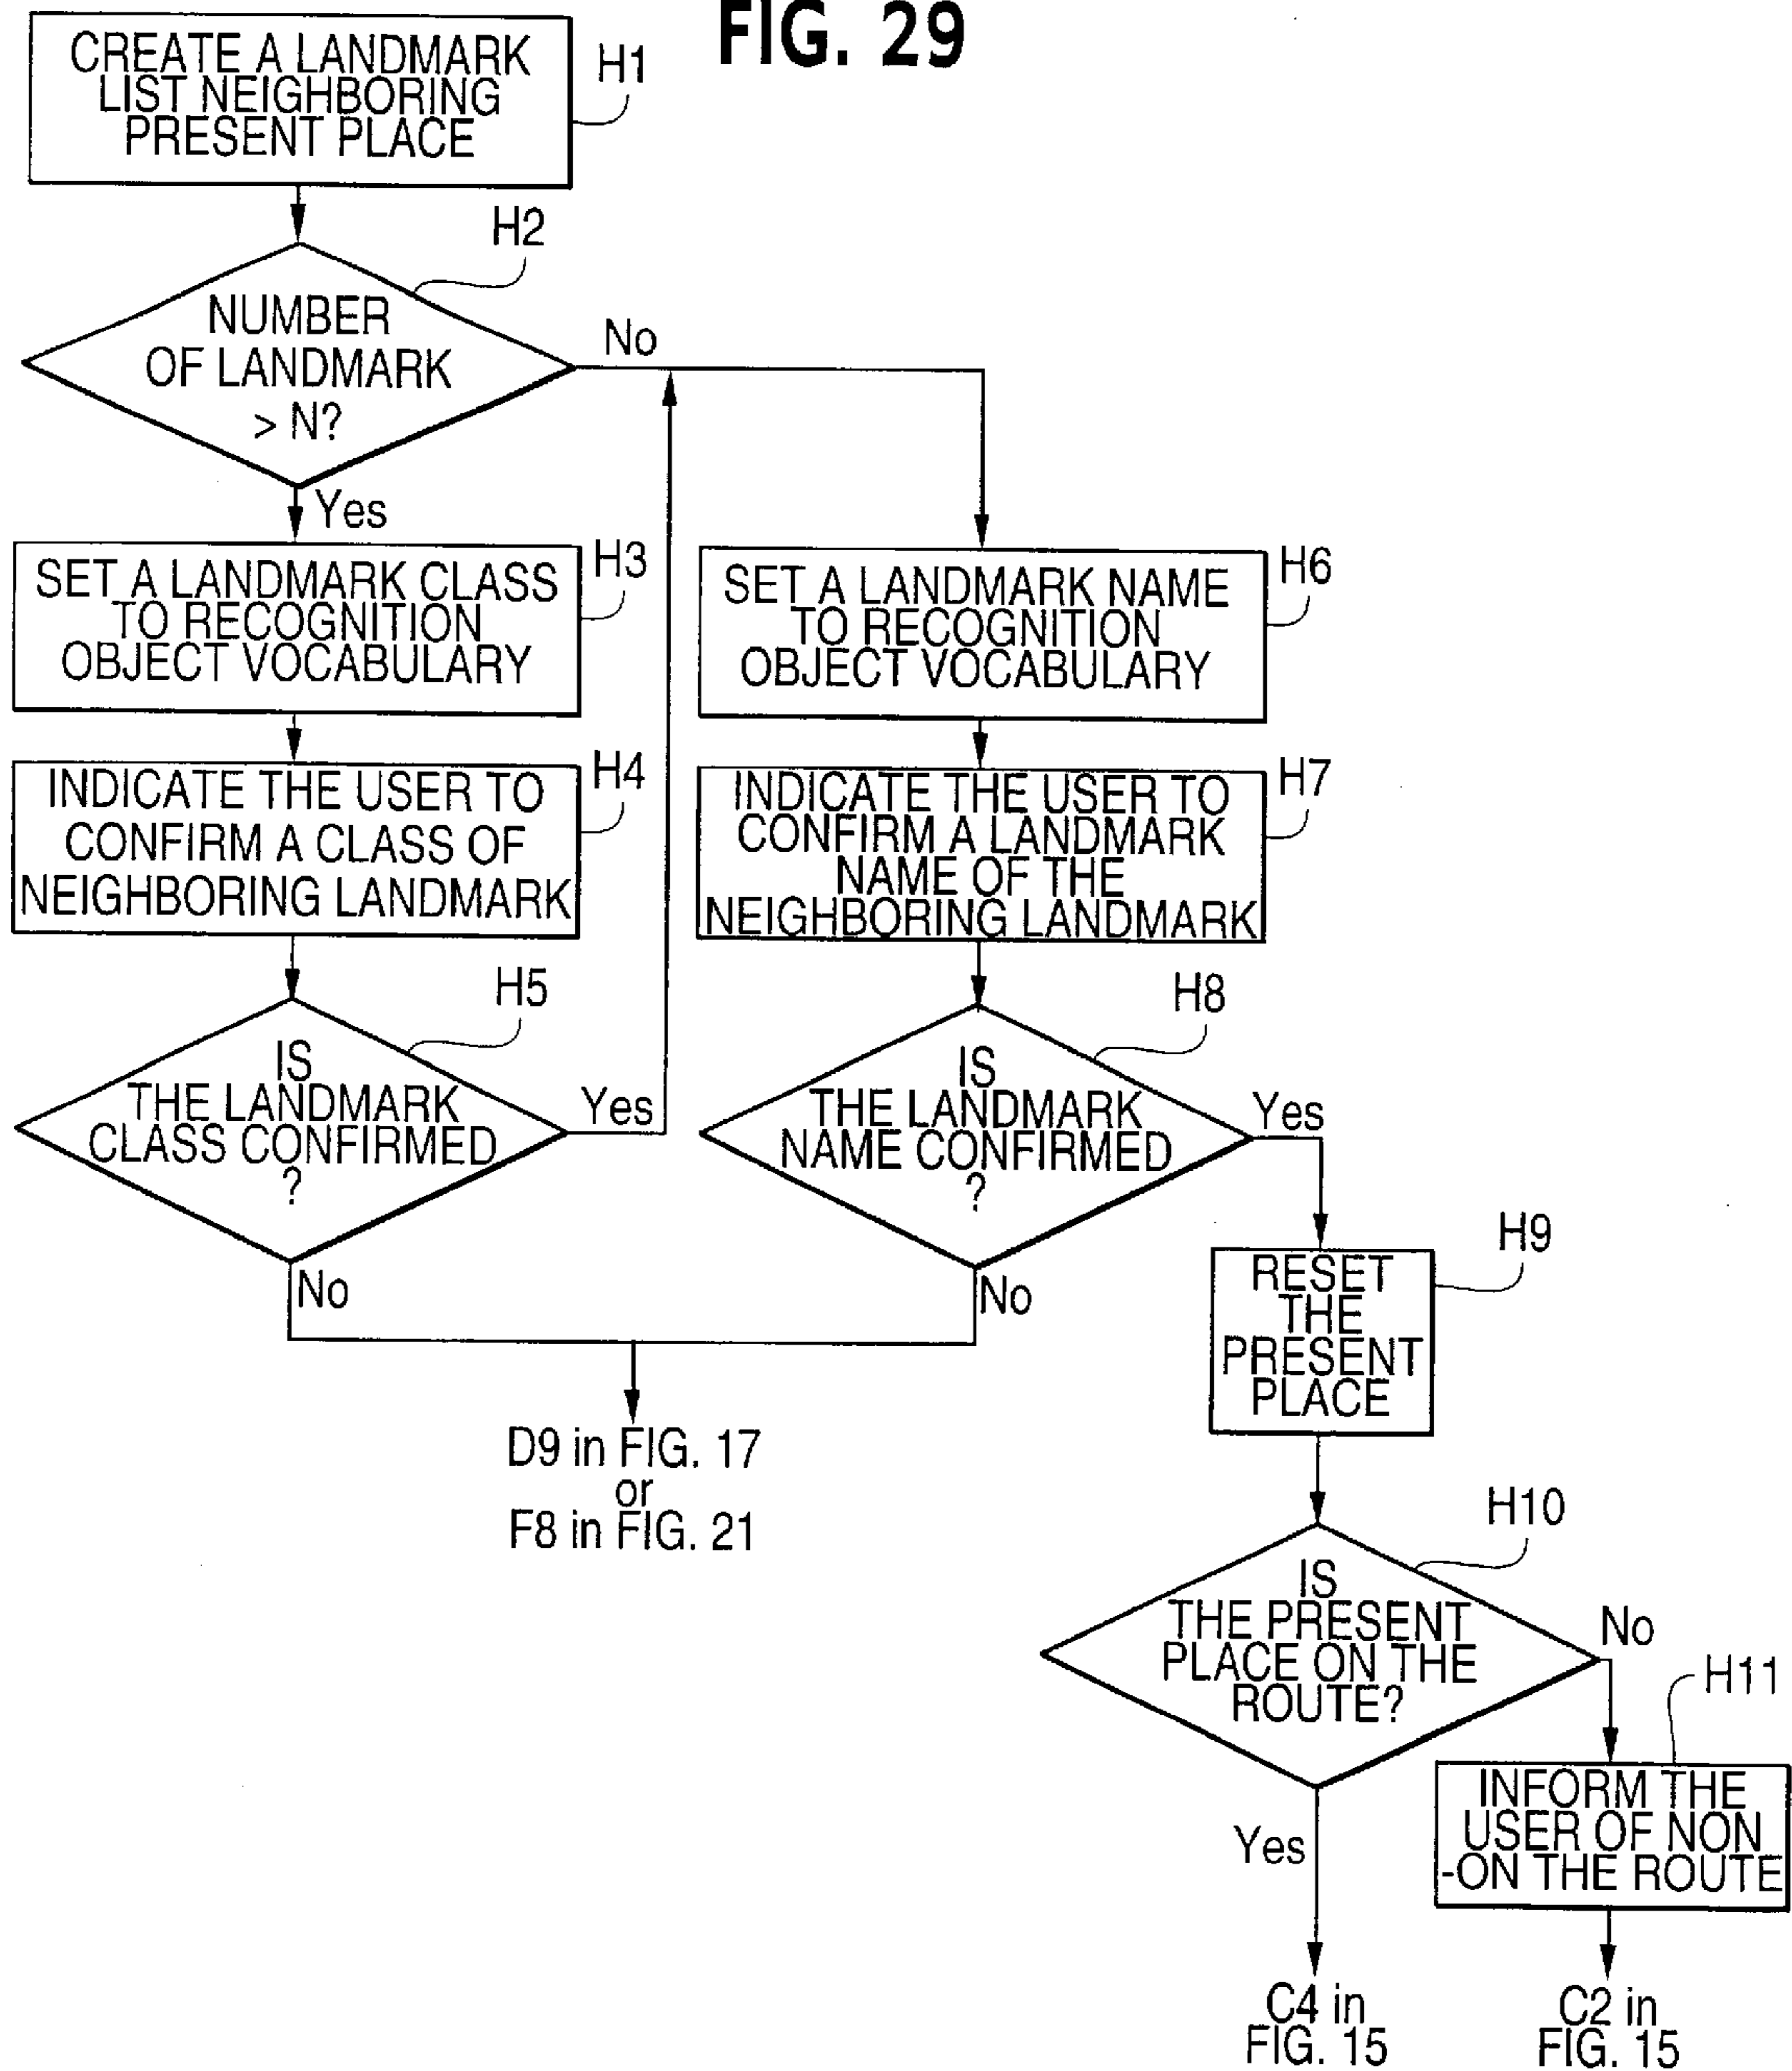 FIG. 29
CREATE A LANDMARK
LIST NEIGHBORING
PRESENT PLACE
H1
H2
NUMBER
OF LANDMARK
> N?
No
Yes
SET A LANDMARK CLASS
TO RECOGNITION
OBJECT VOCABULARY
H3
INDICATE THE USER TO
CONFIRM A CLASS OF
NEIGHBORING LANDMARK
H4
H5
IS
THE LANDMARK
CLASS CONFIRMED
?
Yes
No
SET A LANDMARK NAME
TO RECOGNITION
OBJECT VOCABULARY
H6
INDICATE THE USER TO
CONFIRM A LANDMARK
NAME OF THE
NEIGHBORING LANDMARK
H7
H8
IS
THE LANDMARK
NAME CONFIRMED
?
Yes
No
D9 in FIG. 17
or
F8 in FIG. 21
H9
RESET
THE
PRESENT
PLACE
H10
IS
THE PRESENT
PLACE ON THE
ROUTE?
No
Yes
H11
INFORM THE
USER OF NON
-ON THE ROUTE
C4 in
FIG. 15
C2 in
FIG. 15